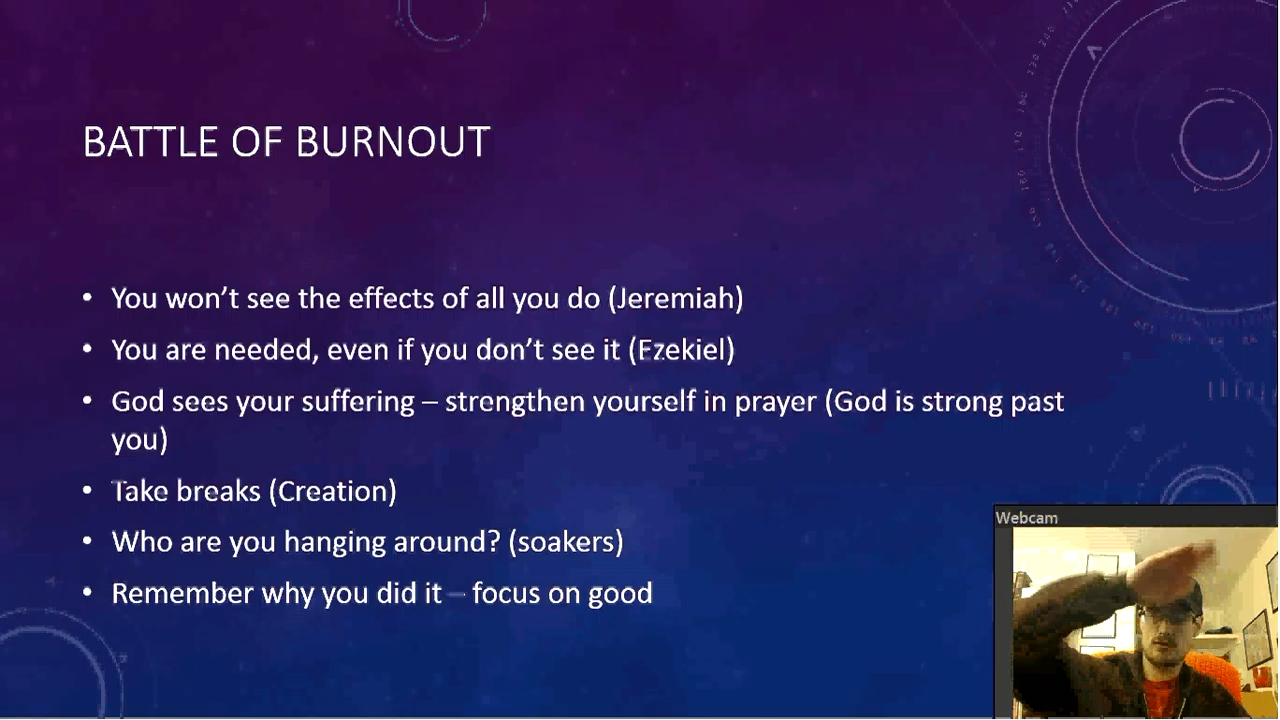 BATTLE OF BURNOUT
• You won't see the effects of all you do (Jeremiah)
• You are needed, even if you don't see it (Ezekiel)
• God sees your suffering – strengthen yourself in prayer (God is strong past
you)
• Take breaks (Creation)
• Who are you hanging around? (soakers)
• Remember why you did it – focus on good
Webcam